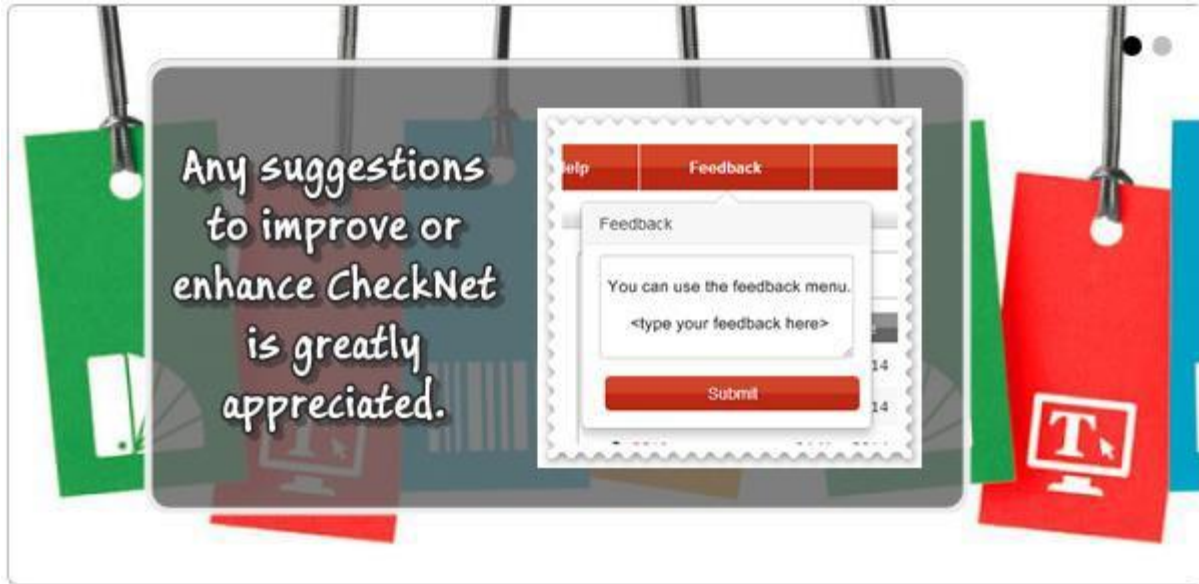 Any suggestions
to improve or
enhance CheckNet
is greatly
appreciated.
Feedback
Feedback
You can use the feedback menu.
<type your feedback here>
14
Submit
14
T
T